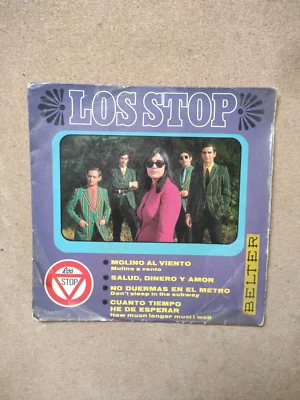 LOS STOP
MOLINO AL VIENTO
Mulino a vento
SALUD, DINERO Y AMOR
NO DUERMAS EN EL METRO
Don't sleep in the subway
CUANTO TIEMPO
HE DE ESPERAR
How much longer must I wait
Los
STOP
BELTER